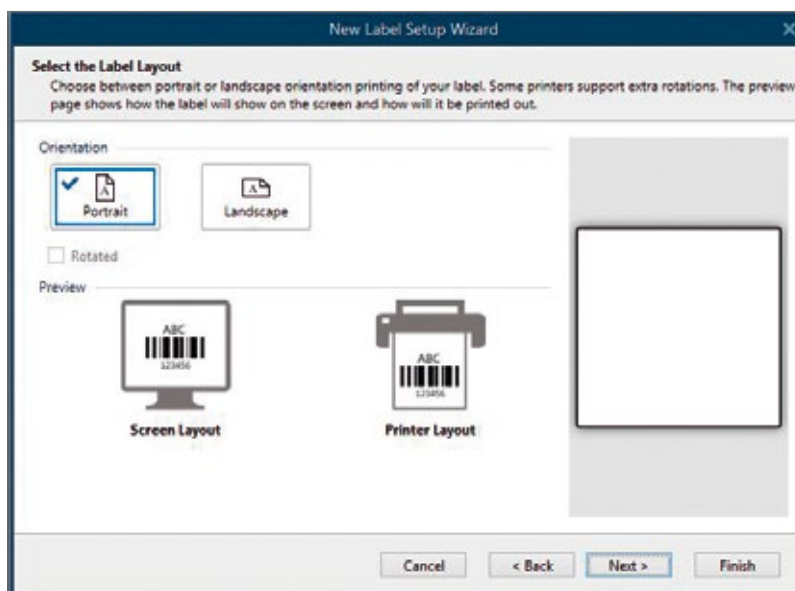 New Label Setup Wizard
Select the Label Layout
Choose between portrait or landscape orientation printing of your label. Some printers support extra rotations. The preview
page shows how the label will show on the screen and how will it be printed out.
Orientation
A
Portrait
A
Landscape
Rotated
Preview
ABC
123456
ABC
123456
Screen Layout
Printer Layout
Cancel
< Back
Next >
Finish